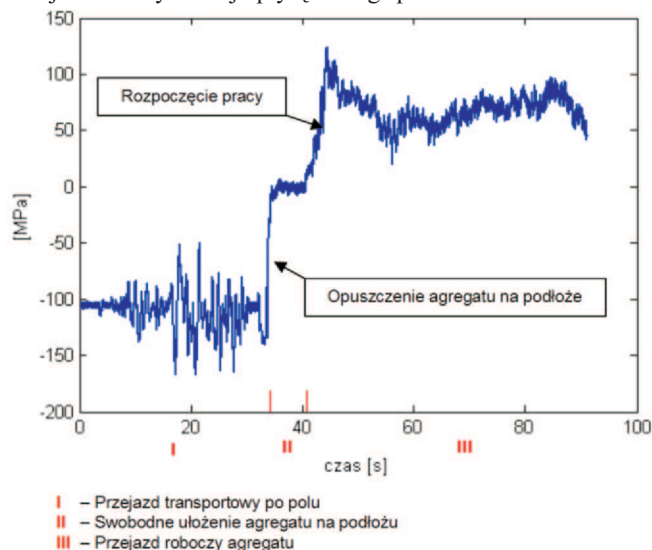 150
100
Rozpoczęcie pracy
50
0
[MPa]
-50
Opuszczenie agregatu na podłoże
-100
-150
-200
0 20 40 60 80 100
I II III
czas [s]
I – Przejazd transportowy po polu
II – Swobodne ułożenie agregatu na podłożu
III – Przejazd roboczy agregatu